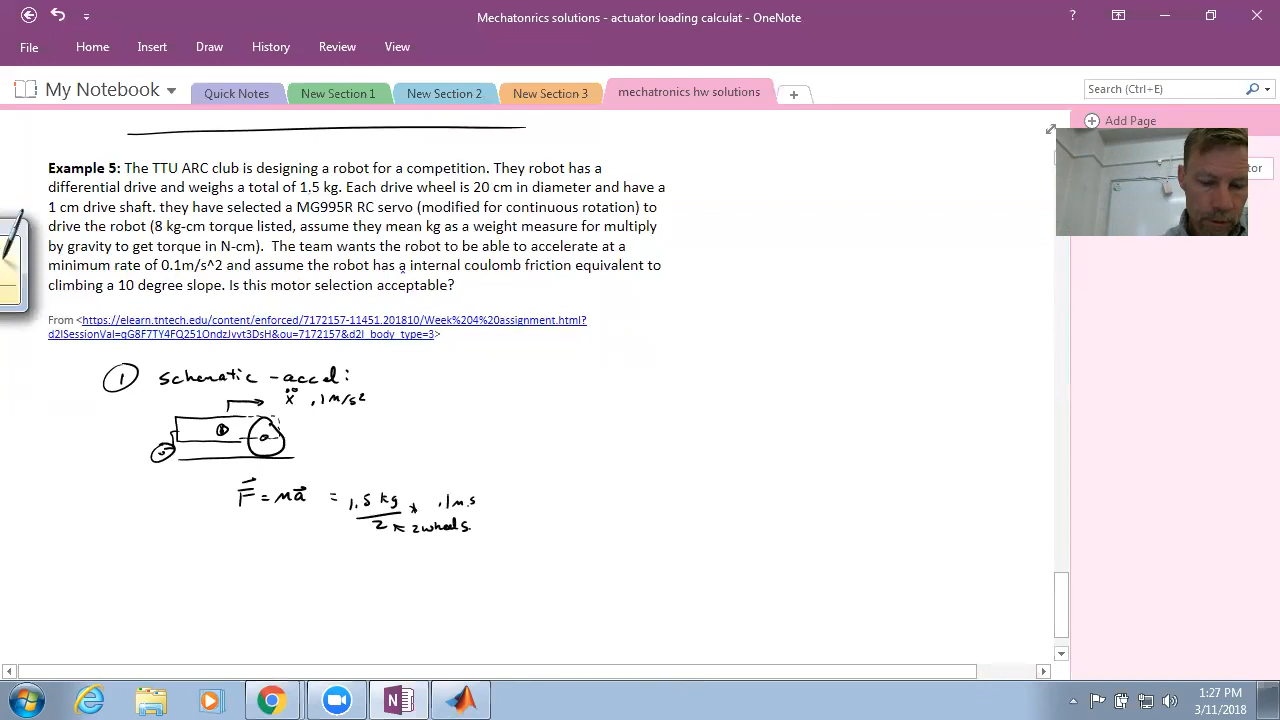 Mechatonrics solutions - actuator loading calculat - OneNote
?
File
Home
Insert
Draw
History
Review
View
My Notebook
Quick Notes
New Section 1
New Section 2
New Section 3
mechatronics hw solutions
+
Search (Ctrl+E)
Add Page
tor
Example 5: The TTU ARC club is designing a robot for a competition. They robot has a
differential drive and weighs a total of 1.5 kg. Each drive wheel is 20 cm in diameter and have a
1 cm drive shaft. they have selected a MG995R RC servo (modified for continuous rotation) to
drive the robot (8 kg-cm torque listed, assume they mean kg as a weight measure for multiply
by gravity to get torque in N-cm). The team wants the robot to be able to accelerate at a
minimum rate of 0.1m/s^2 and assume the robot has a internal coulomb friction equivalent to
climbing a 10 degree slope. Is this motor selection acceptable?
From <https://elearn.tntech.edu/content/enforced/7172157-11451.201810/Week%204%20assignment.html?
d2lSessionVal=qG8F7TY4FQ251OndzJvvt3DsH&ou=7172157&d2l_body_type=3>
1 schematic - accel:
ẍ .1 m/s2
F = ma = 1.5 kg * .1 m.s
2 ← 2 wheels.
1:27 PM
3/11/2018